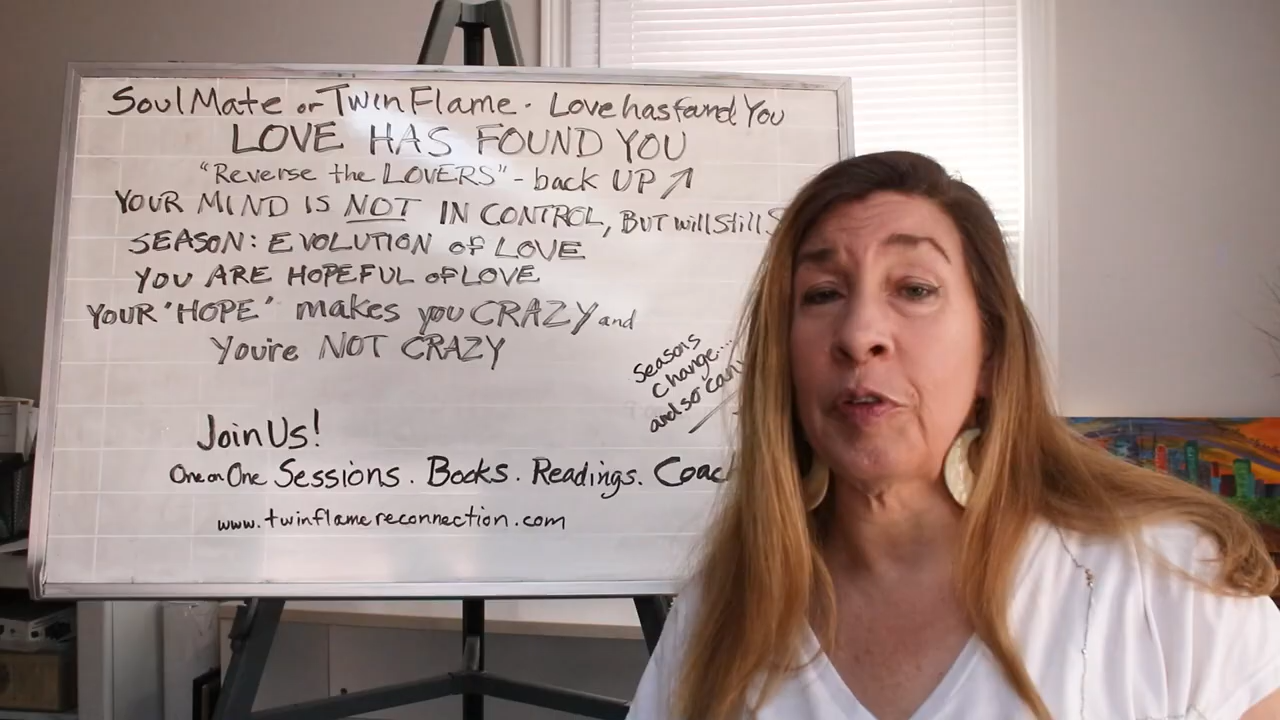 SoulMate or TwinFlame. Love has found You
LOVE HAS FOUND YOU
"Reverse the LOVERS" - back UP ↗
YOUR MIND IS NOT IN CONTROL, BUT will Still
SEASON: EVOLUTION of LOVE
YOU ARE HOPEFUL of LOVE
YOUR "HOPE" makes you CRAZY and
You're NOT CRAZY
Seasons
Change...
and so can
Join Us!
One on One Sessions. Books. Readings.
www.twinflamereconnection.com